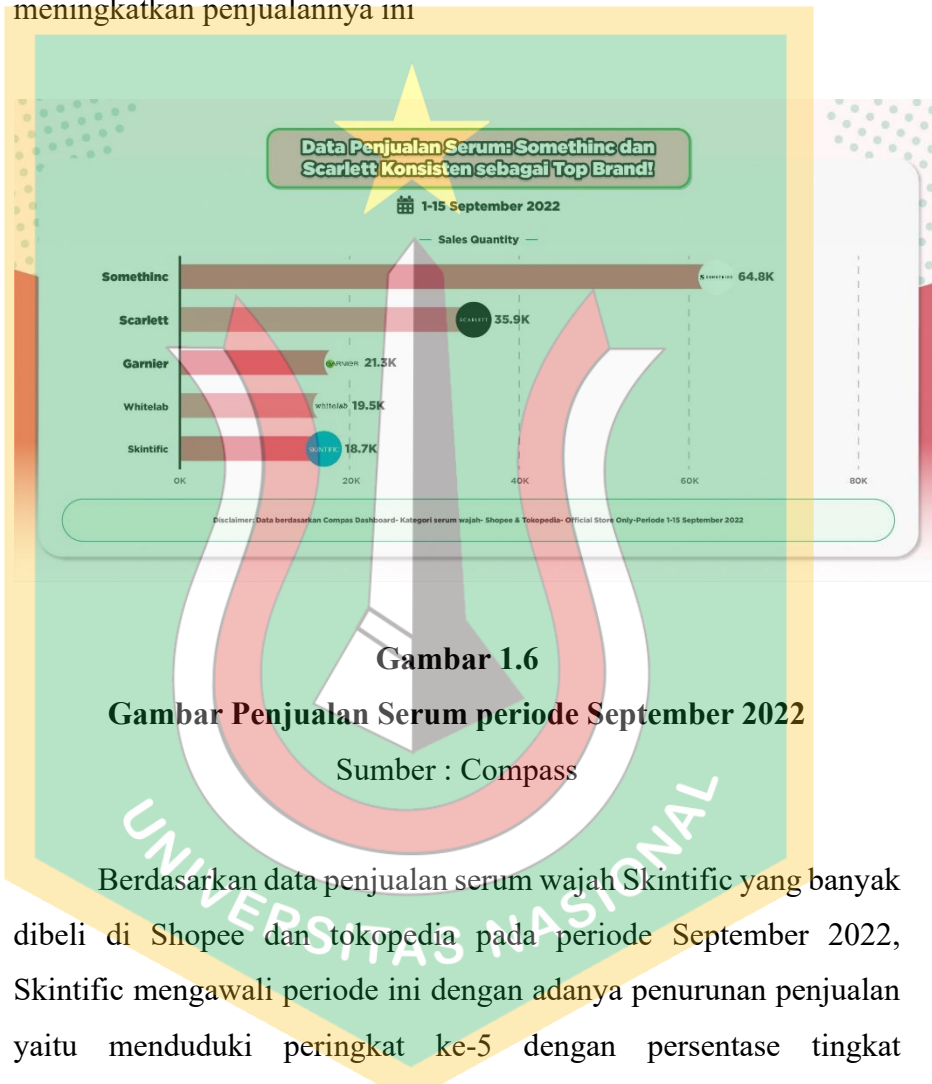 meningkatkan penjualannya ini
Data Penjualan Serum: Somethinc dan
Scarlett Konsisten sebagai Top Brand!
1-15 September 2022
Sales Quantity
Somethinc SOMETHINC 64.8K
Scarlett SCARLETT 35.9K
Garnier GARNIER 21.3K
Whitelab whitelab 19.5K
Skintific SKINTIFIC 18.7K
0K 20K 40K 60K 80K
Disclaimer: Data berdasarkan Compas Dashboard- Kategori serum wajah- Shopee & Tokopedia- Official Store Only-Periode 1-15 September 2022
Gambar 1.6
Gambar Penjualan Serum periode September 2022
Sumber : Compass
UNIVERSITAS NASIONAL
Berdasarkan data penjualan serum wajah Skintific yang banyak
dibeli di Shopee dan tokopedia pada periode September 2022,
Skintific mengawali periode ini dengan adanya penurunan penjualan
yaitu menduduki peringkat ke-5 dengan persentase tingkat